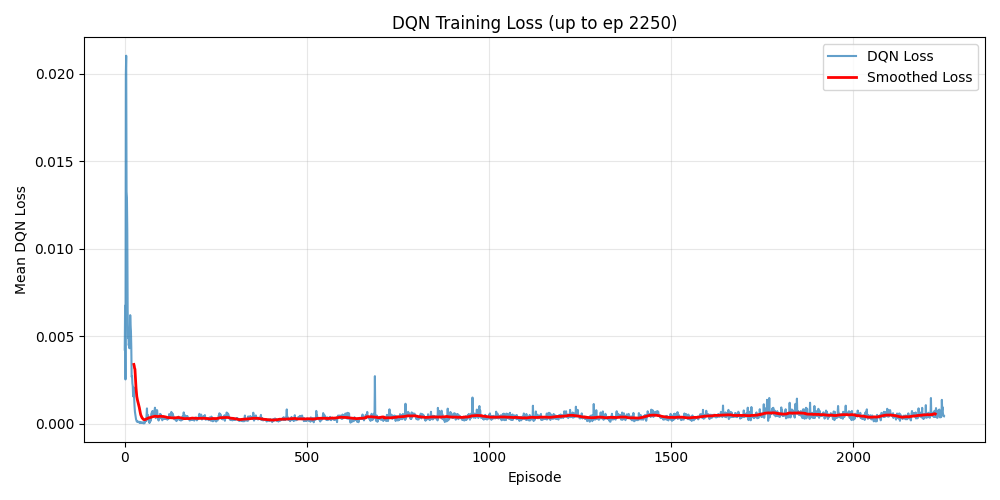 DQN Training Loss (up to ep 2250)
DQN Loss
Smoothed Loss
Mean DQN Loss
0.020
0.015
0.010
0.005
0.000
0
500
1000
1500
2000
Episode